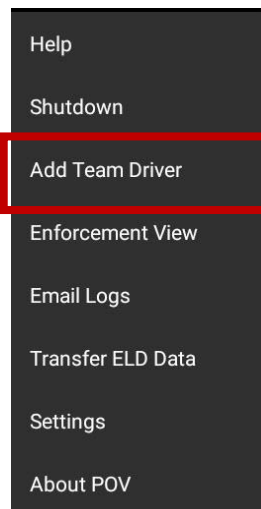 Help
Shutdown
Add Team Driver
Enforcement View
Email Logs
Transfer ELD Data
Settings
About POV